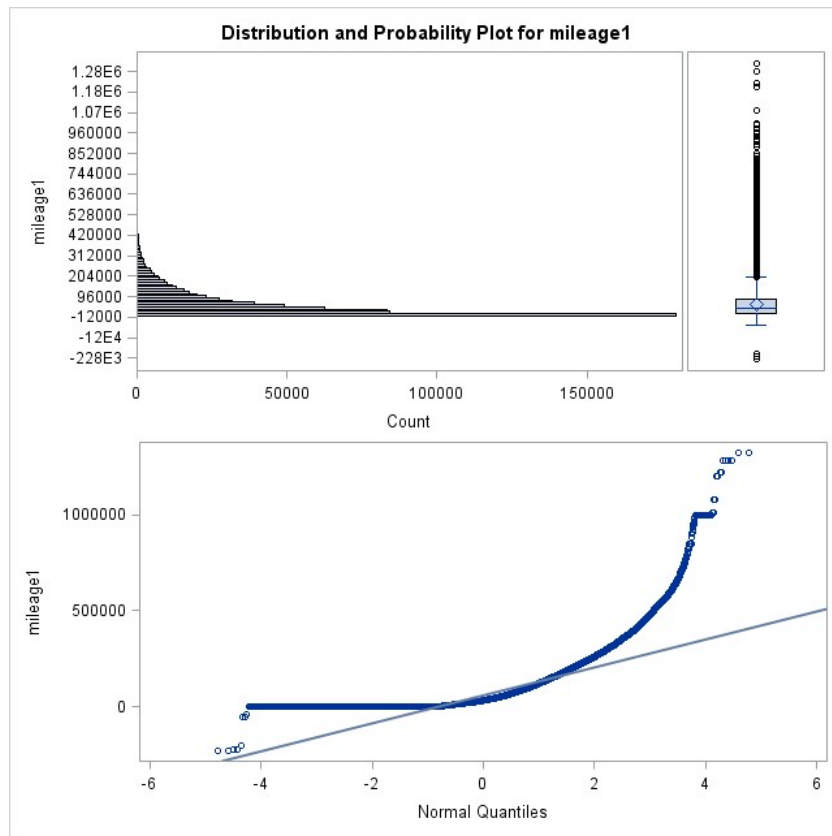 Distribution and Probability Plot for mileage1
1.28E6
1.18E6
1.07E6
960000
852000
744000
636000
528000
420000
312000
204000
96000
-12000
-12E4
-228E3
mileage1
0 50000 100000 150000
Count
1000000
500000
0
mileage1
-6 -4 -2 0 2 4 6
Normal Quantiles